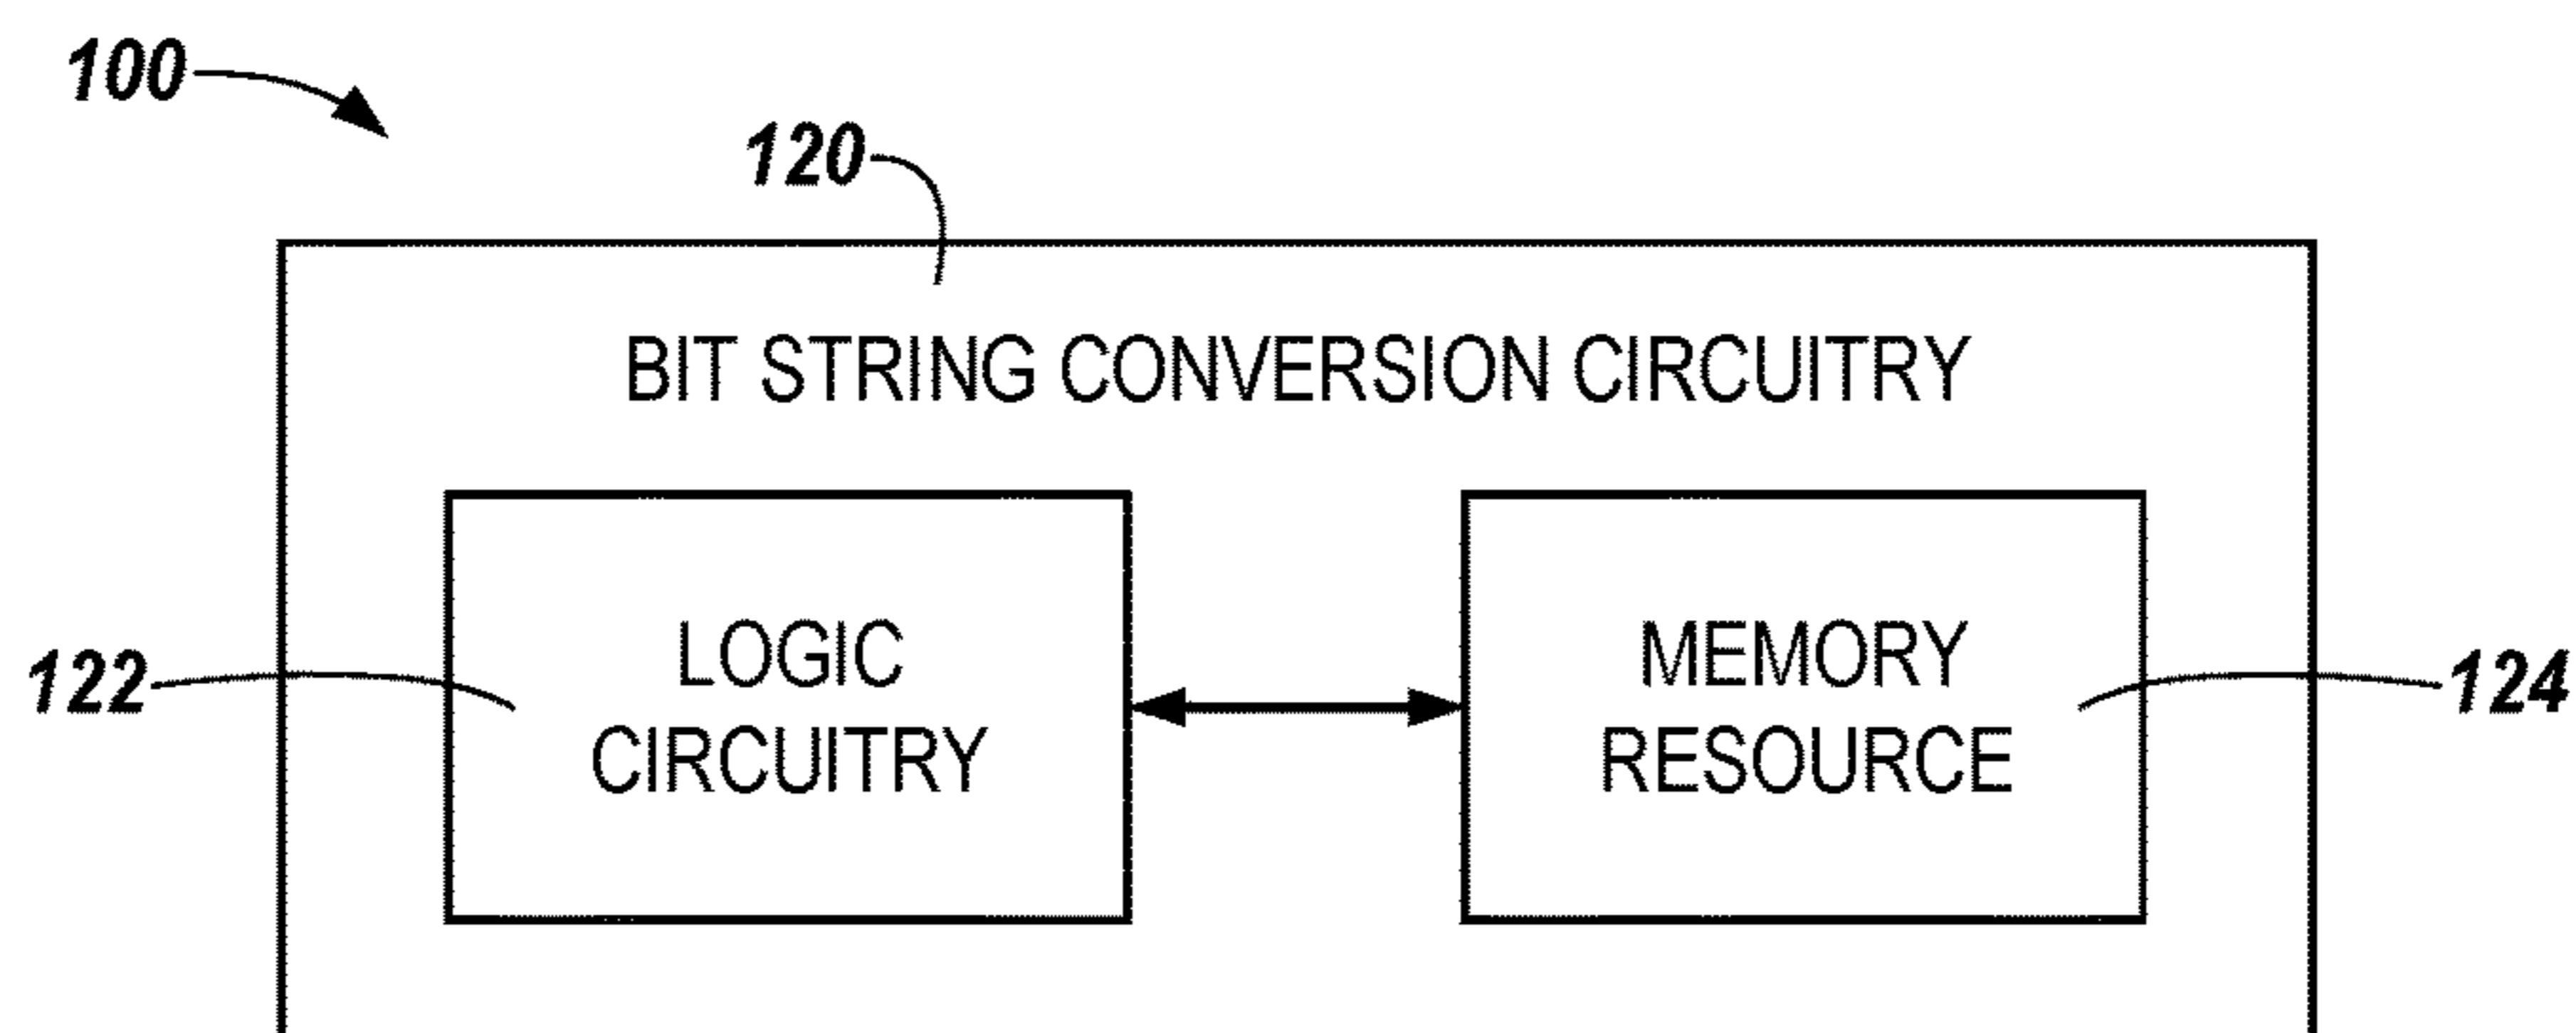 100
120
BIT STRING CONVERSION CIRCUITRY
LOGIC
CIRCUITRY
MEMORY
RESOURCE
122
124